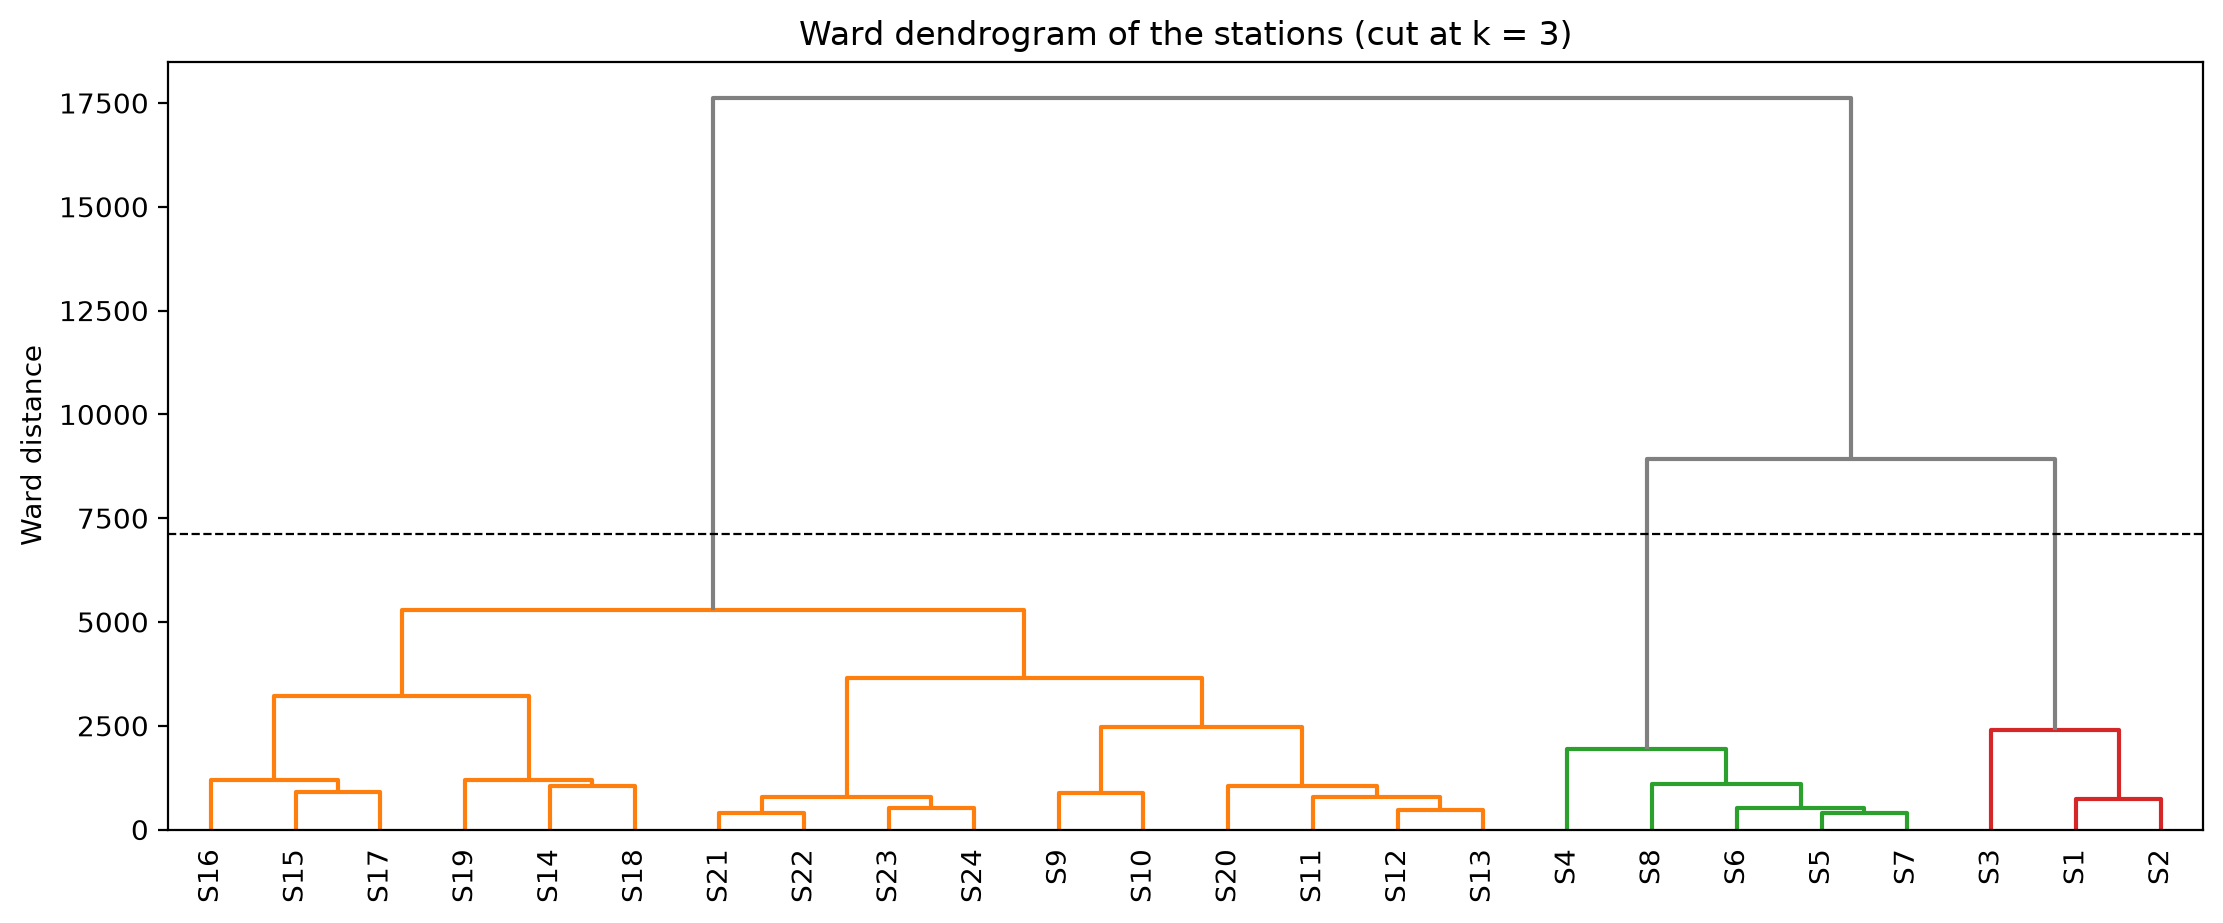 Ward dendrogram of the stations (cut at k = 3)
Ward distance
17500
15000
12500
10000
7500
5000
2500
0
S16 S15 S17 S19 S14 S18 S21 S22 S23 S24 S9 S10 S20 S11 S12 S13 S4 S8 S6 S5 S7 S3 S1 S2